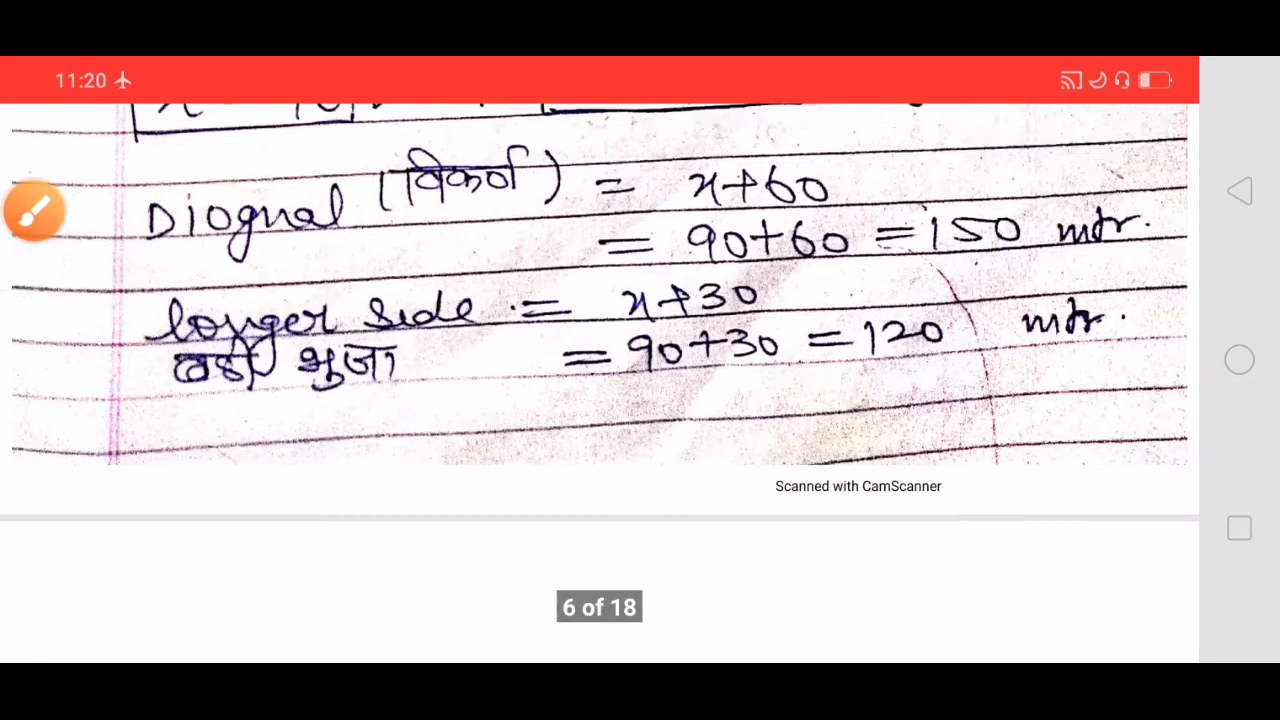 11:20
Diognal (विकर्ण) = x+60
= 90+60 = 150 mtr.
longer side = x+30
बड़ी भुजा = 90+30 = 120 mtr.
Scanned with CamScanner
6 of 18